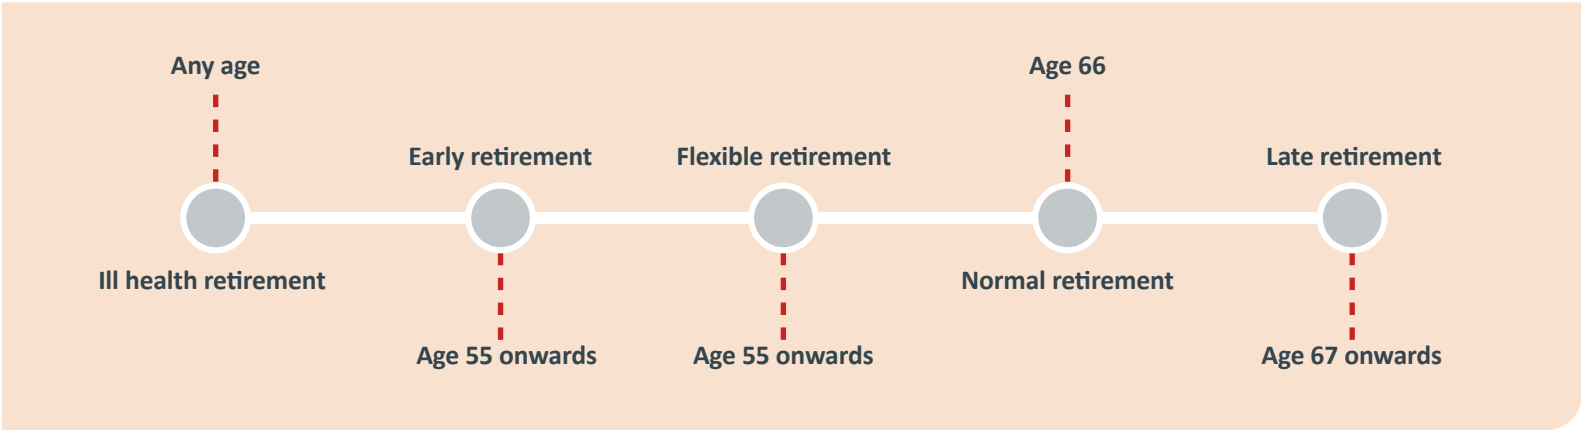 Any age
Age 66
Early retirement
Flexible retirement
Late retirement
Ill health retirement
Normal retirement
Age 55 onwards
Age 55 onwards
Age 67 onwards